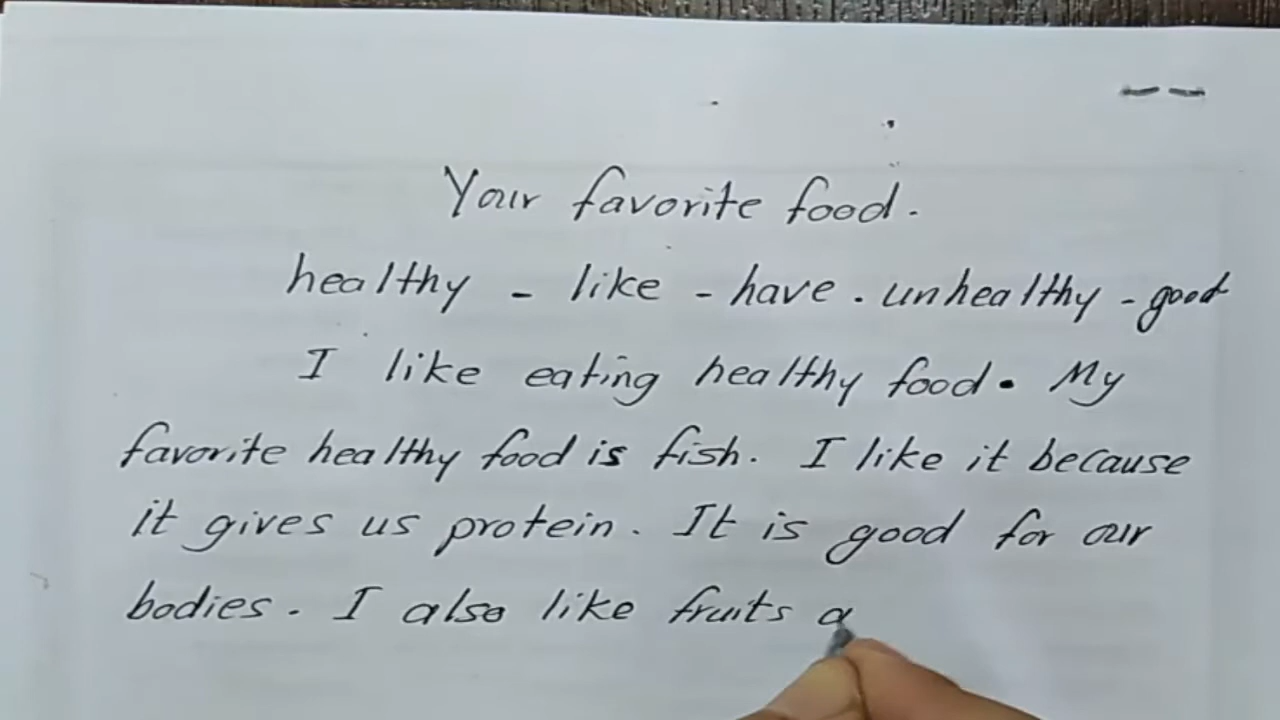 Your favorite food.
healthy - like - have . unhealthy - good
I like eating healthy food. My
favorite healthy food is fish. I like it because
it gives us protein. It is good for our
bodies. I also like fruits a